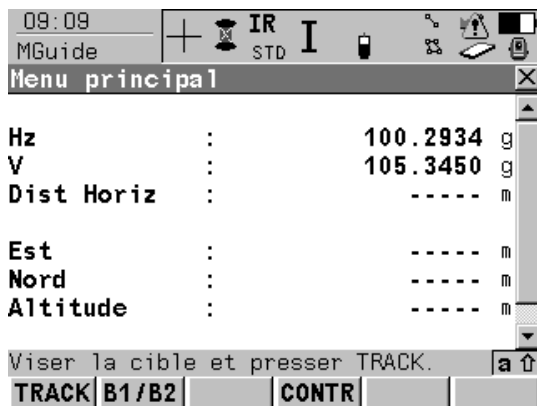 09:09
MGuide
IR
STD
I
Menu principal
Hz : 100.2934 g
V : 105.3450 g
Dist Horiz : ----- m
Est : ----- m
Nord : ----- m
Altitude : ----- m
Viser la cible et presser TRACK.
a
TRACK B1/B2 CONTR